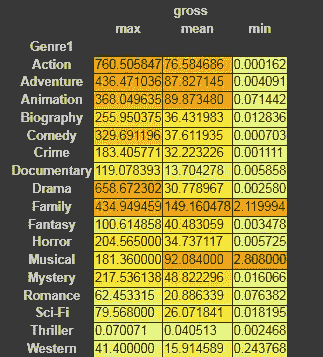 gross
max mean min
Genre1
Action 760.505847 76.584686 0.000162
Adventure 436.471036 87.827145 0.004091
Animation 368.049635 89.873480 0.071442
Biography 255.950375 36.431983 0.012836
Comedy 329.691196 37.611935 0.000703
Crime 183.405771 32.223226 0.001111
Documentary 119.078393 13.704278 0.005858
Drama 658.672302 30.778967 0.002580
Family 434.949459 149.160478 2.119994
Fantasy 100.614858 40.483059 0.003478
Horror 204.565000 34.737117 0.005725
Musical 181.360000 92.084000 2.808000
Mystery 217.536138 48.822296 0.016066
Romance 62.453315 20.886339 0.076382
Sci-Fi 79.568000 26.071841 0.018195
Thriller 0.070071 0.040513 0.002468
Western 41.400000 15.914589 0.243768